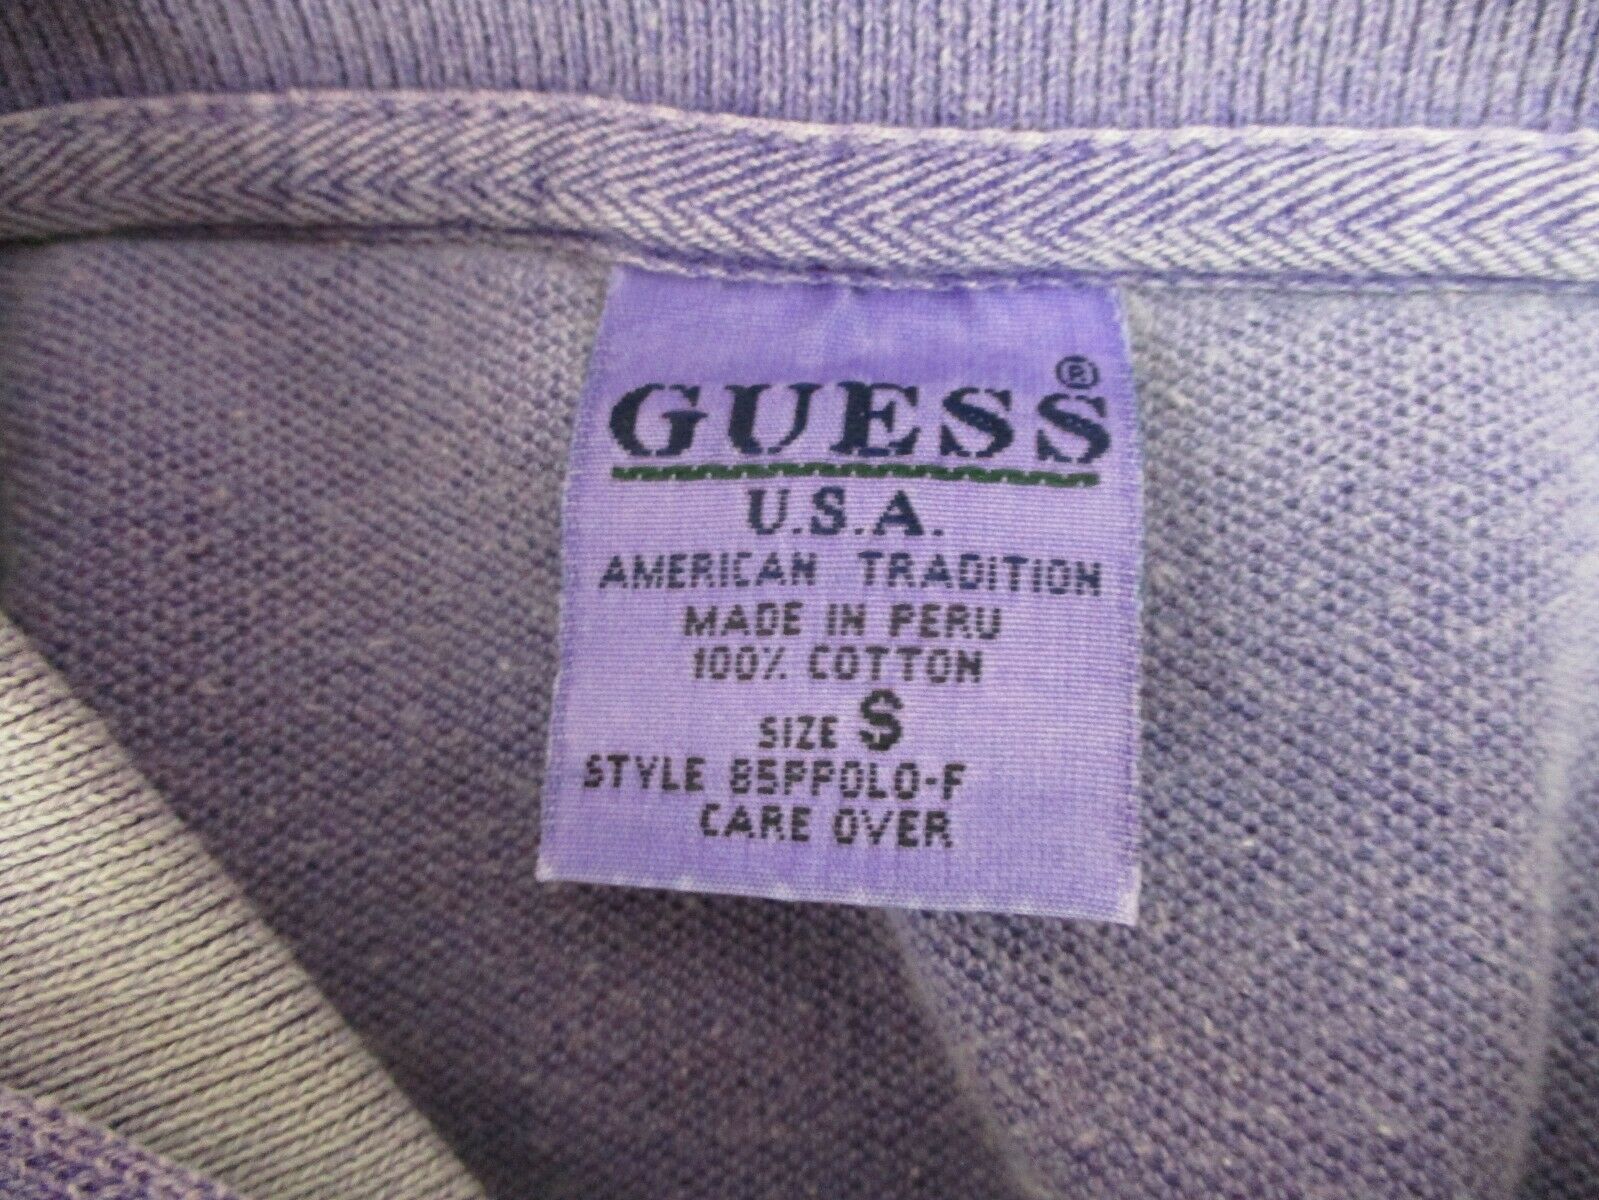 GUESS®
U.S.A.
AMERICAN TRADITION
MADE IN PERU
100% COTTON
SIZE S
STYLE 85PPOLO-F
CARE OVER